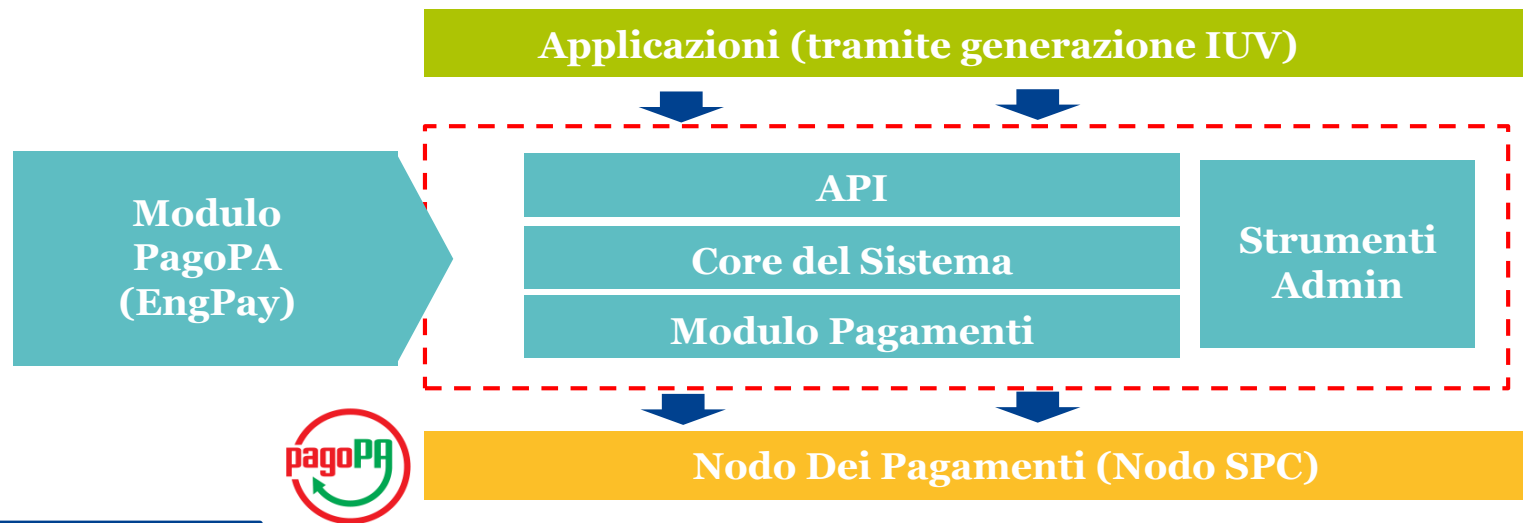 Applicazioni (tramite generazione IUV)
Modulo
PagoPA
(EngPay)
API
Core del Sistema
Modulo Pagamenti
Strumenti
Admin
pagoPA
Nodo Dei Pagamenti (Nodo SPC)